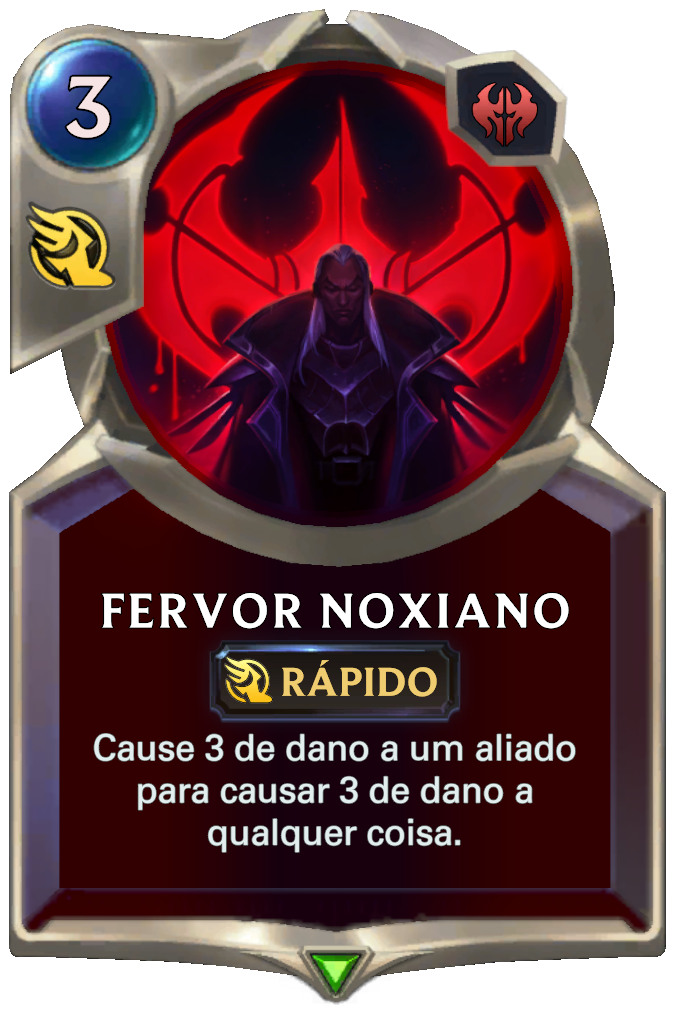 3
FERVOR NOXIANO
RÁPIDO
Cause 3 de dano a um aliado
para causar 3 de dano a
qualquer coisa.